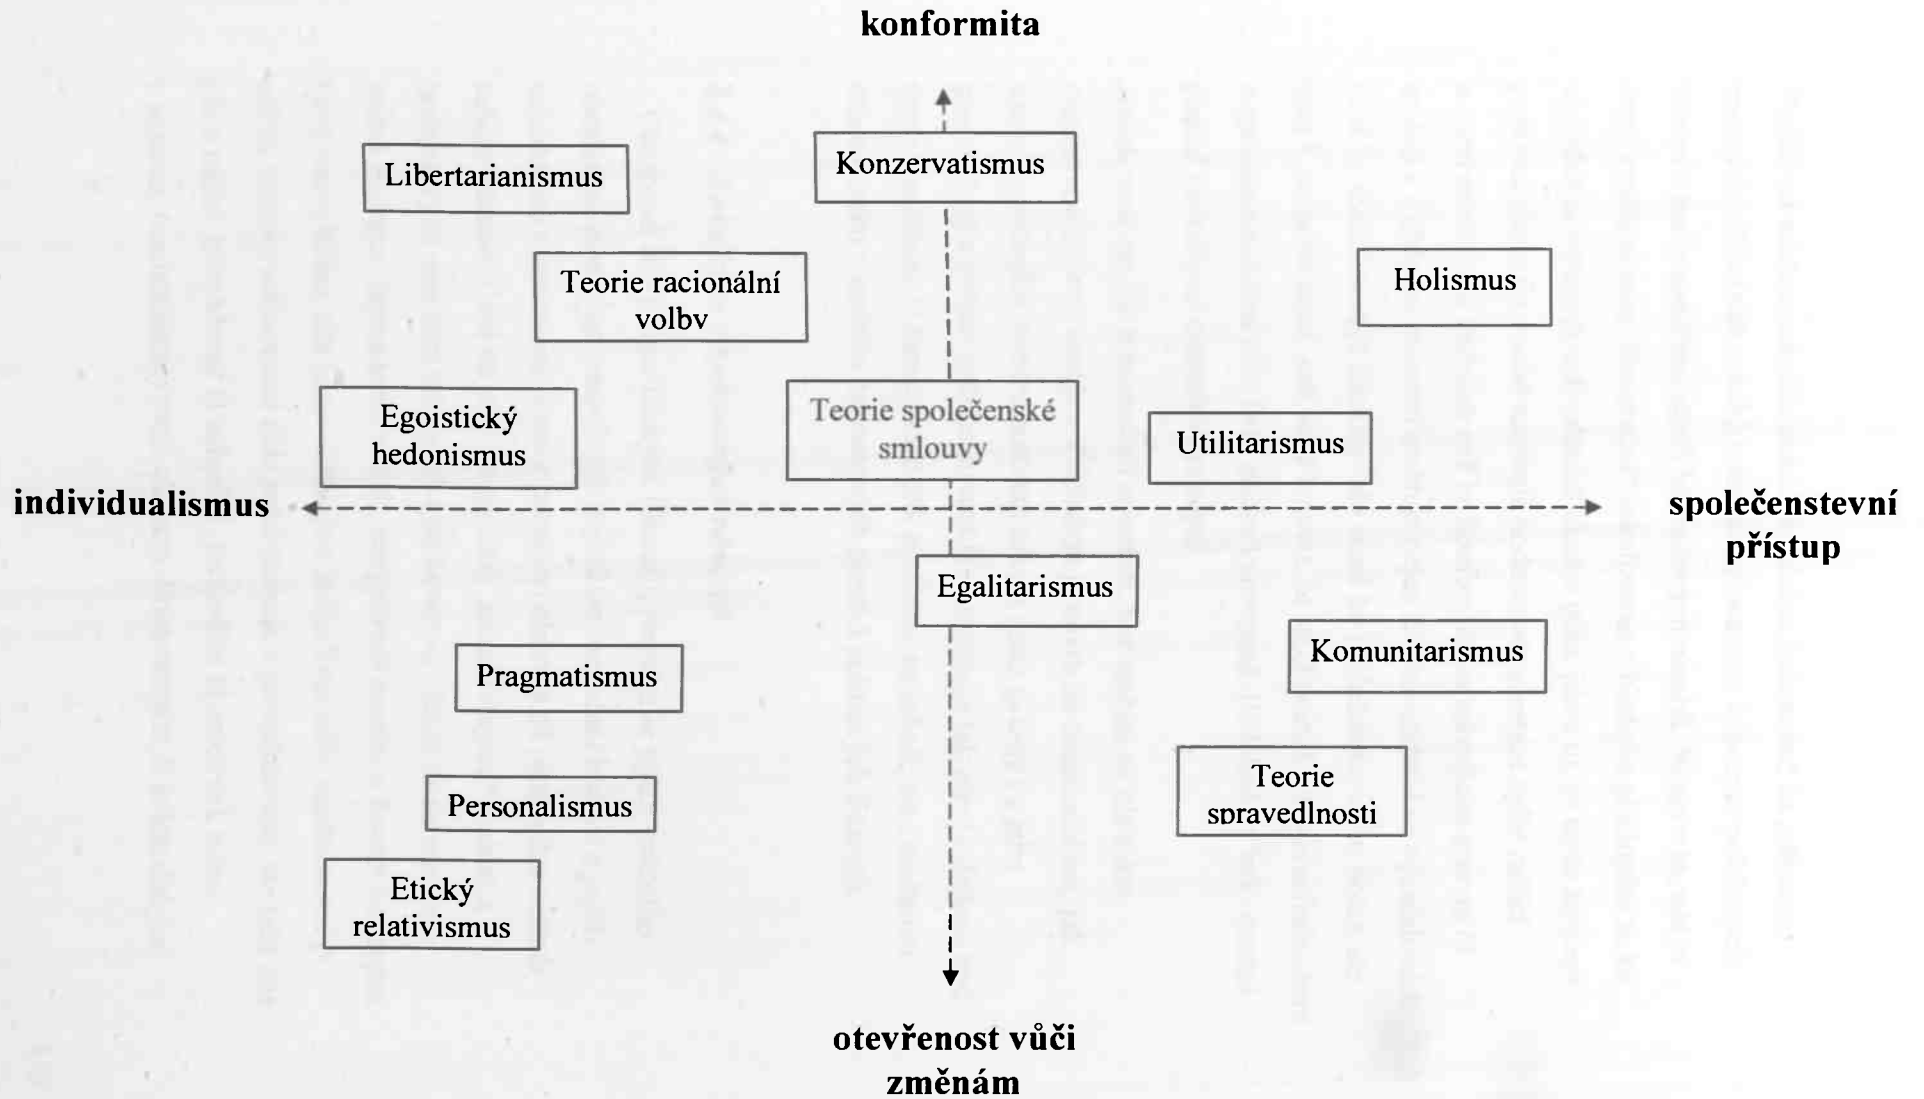 konformita
Libertarianismus
Konzervatismus
Teorie racionální
volby
Holismus
Egoistický
hedonismus
Teorie společenské
smlouvy
Utilitarismus
individualismus
společenstevní
přístup
Egalitarismus
Pragmatismus
Komunitarismus
Personalismus
Teorie
spravedlnosti
Etický
relativismus
otevřenost vůči
změnám